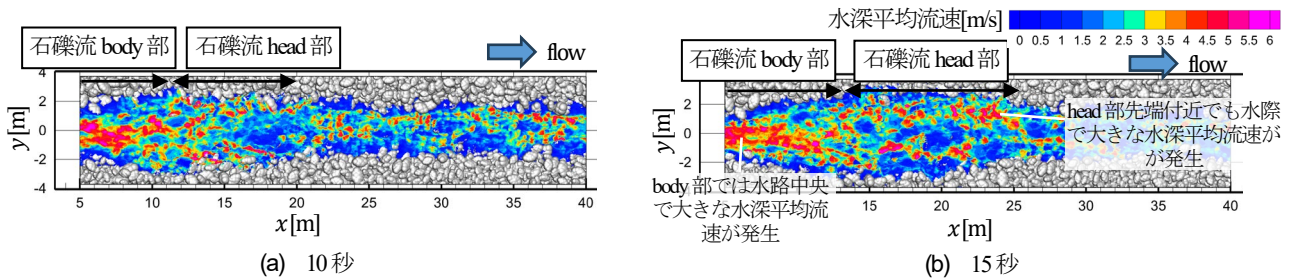 水深平均流速[m/s]
0 0.5 1 1.5 2 2.5 3 3.5 4 4.5 5 5.5 6
石礫流 body 部
石礫流 head 部
flow
y[m]
4
2
0
-2
-4
5 10 15 20 25 30 35 40
x[m]
(a) 10秒
石礫流 body 部
石礫流 head 部
flow
head 部先端付近でも水際
で大きな水深平均流速が
が発生
y[m]
2
0
-2
body 部では水路中央
で大きな水深平均流
速が発生
15 20 25 30 35 40
x[m]
(b) 15秒